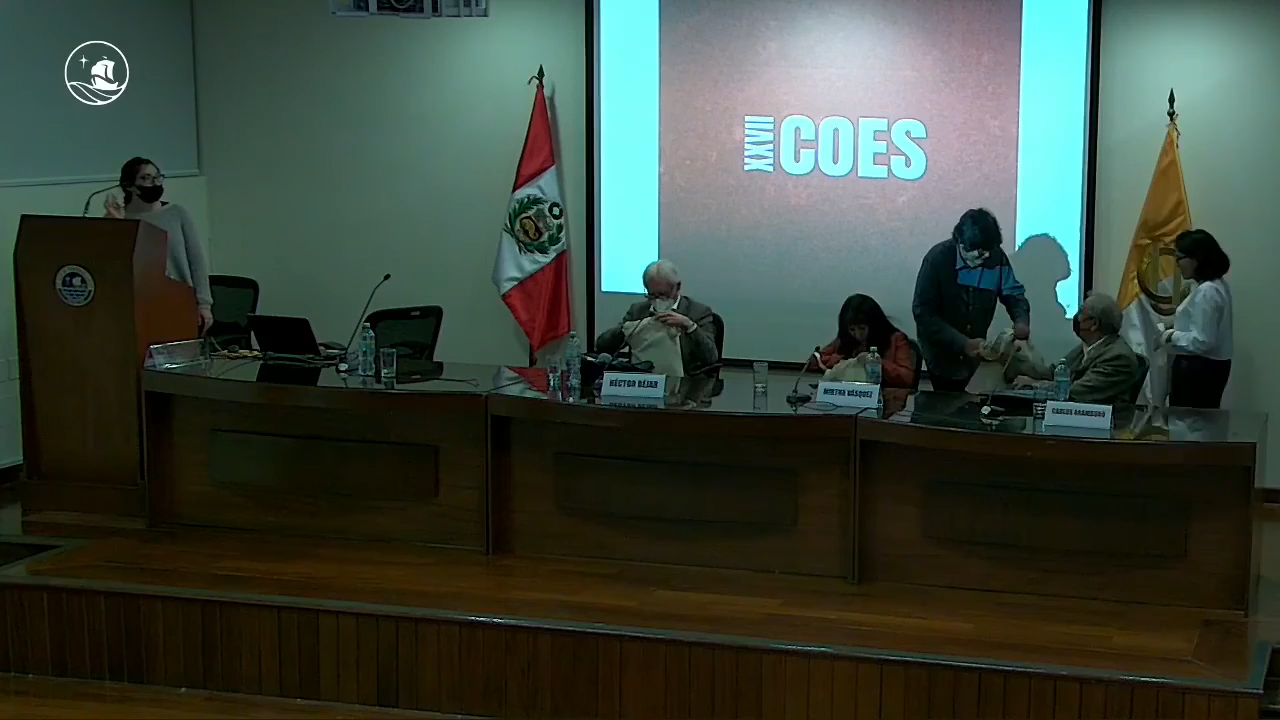 XXVII
COES
HÉCTOR BÉJAR
MIRTHA VÁSQUEZ
CARLOS ARAMBURÚ